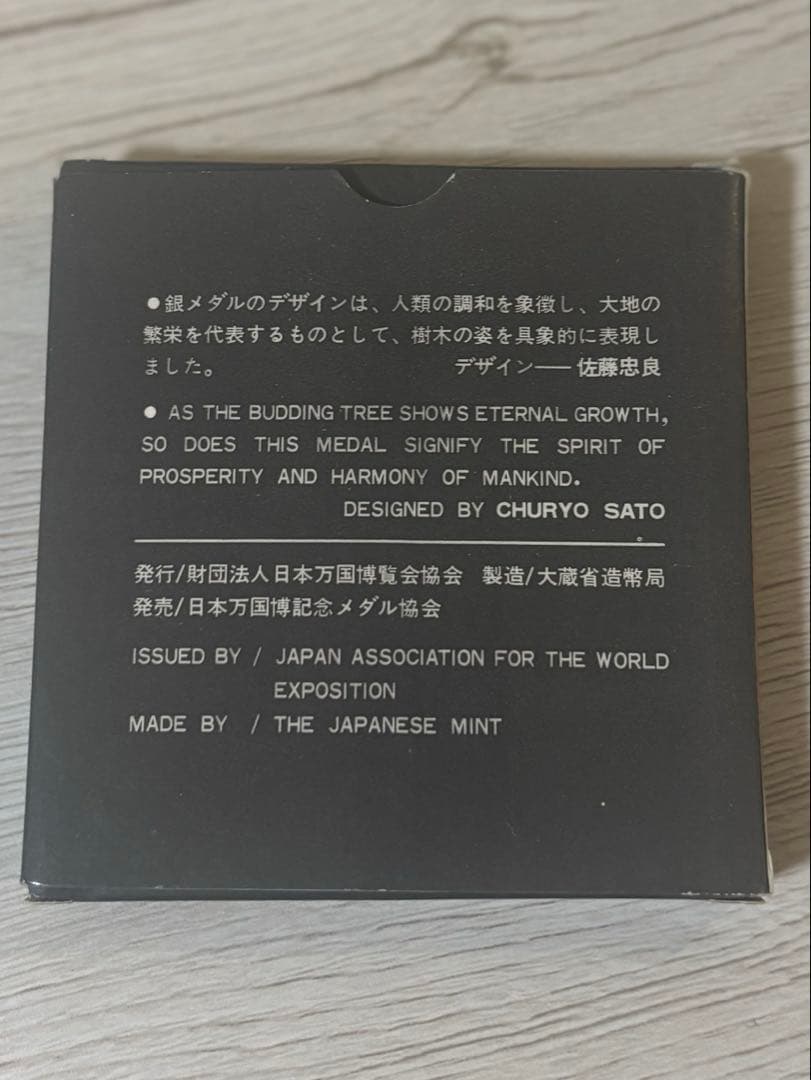 ●銀メダルのデザインは、人類の調和を象徴し、大地の
繁栄を代表するものとして、樹木の姿を具象的に表現し
ました。 デザイン——佐藤忠良
● AS THE BUDDING TREE SHOWS ETERNAL GROWTH,
SO DOES THIS MEDAL SIGNIFY THE SPIRIT OF
PROSPERITY AND HARMONY OF MANKIND.
DESIGNED BY CHURYO SATO
発行/財団法人日本万国博覧会協会 製造/大蔵省造幣局
発売/日本万国博記念メダル協会
ISSUED BY / JAPAN ASSOCIATION FOR THE WORLD
EXPOSITION
MADE BY / THE JAPANESE MINT